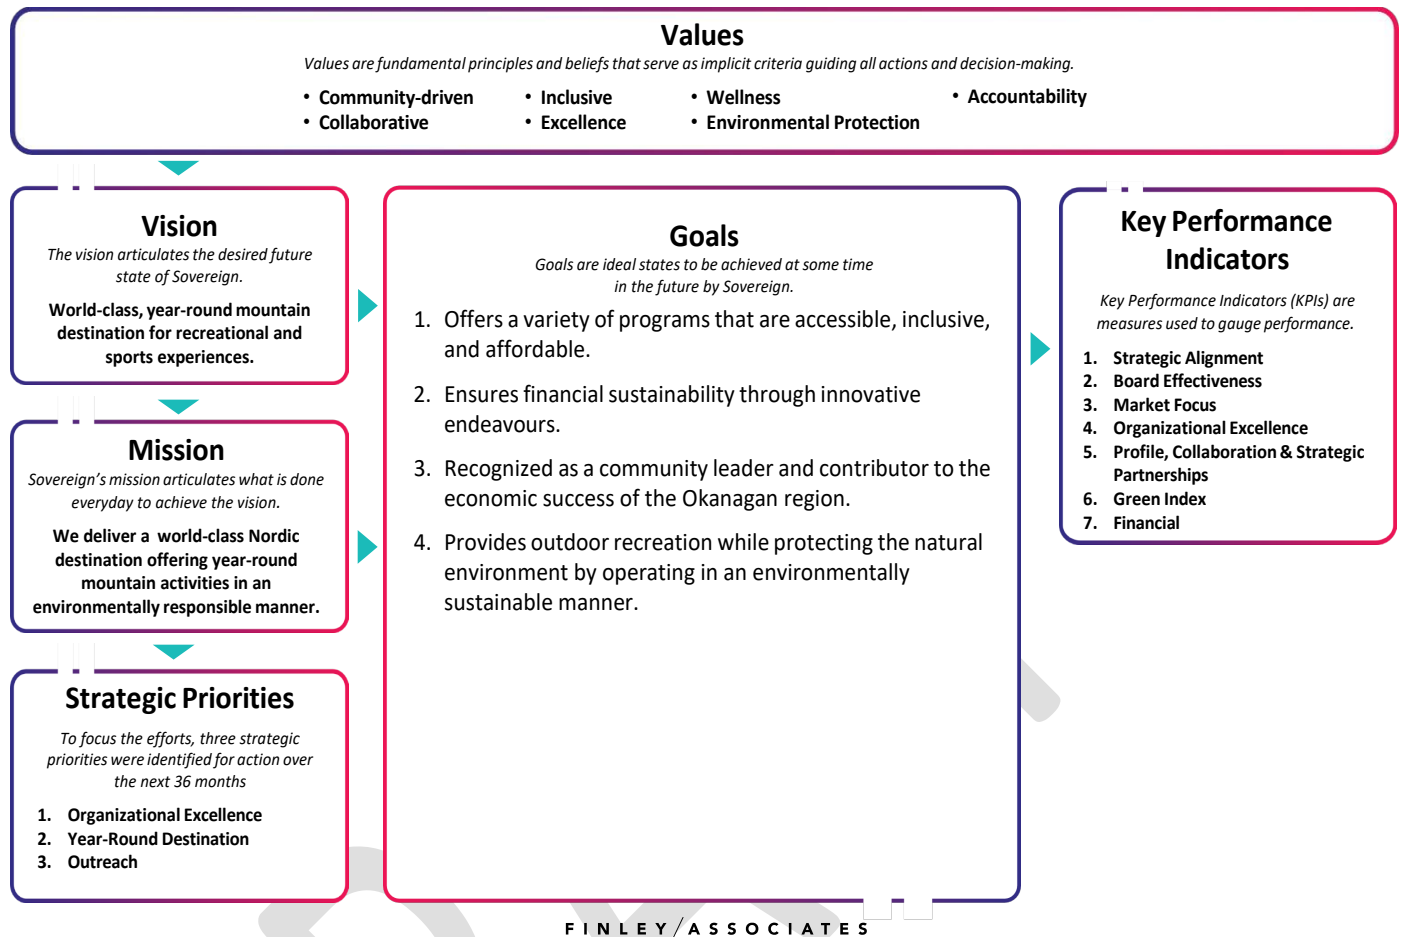 Values
Values are fundamental principles and beliefs that serve as implicit criteria guiding all actions and decision-making.
• Community-driven
• Collaborative
• Inclusive
• Excellence
• Wellness
• Environmental Protection
• Accountability
Vision
The vision articulates the desired future
state of Sovereign.
World-class, year-round mountain
destination for recreational and
sports experiences.
Mission
Sovereign's mission articulates what is done
everyday to achieve the vision.
We deliver a world-class Nordic
destination offering year-round
mountain activities in an
environmentally responsible manner.
Strategic Priorities
To focus the efforts, three strategic
priorities were identified for action over
the next 36 months
1. Organizational Excellence
2. Year-Round Destination
3. Outreach
Goals
Goals are ideal states to be achieved at some time
in the future by Sovereign.
1. Offers a variety of programs that are accessible, inclusive,
and affordable.
2. Ensures financial sustainability through innovative
endeavours.
3. Recognized as a community leader and contributor to the
economic success of the Okanagan region.
4. Provides outdoor recreation while protecting the natural
environment by operating in an environmentally
sustainable manner.
Key Performance
Indicators
Key Performance Indicators (KPIs) are
measures used to gauge performance.
1. Strategic Alignment
2. Board Effectiveness
3. Market Focus
4. Organizational Excellence
5. Profile, Collaboration & Strategic
Partnerships
6. Green Index
7. Financial
FINLEY/ASSOCIATES